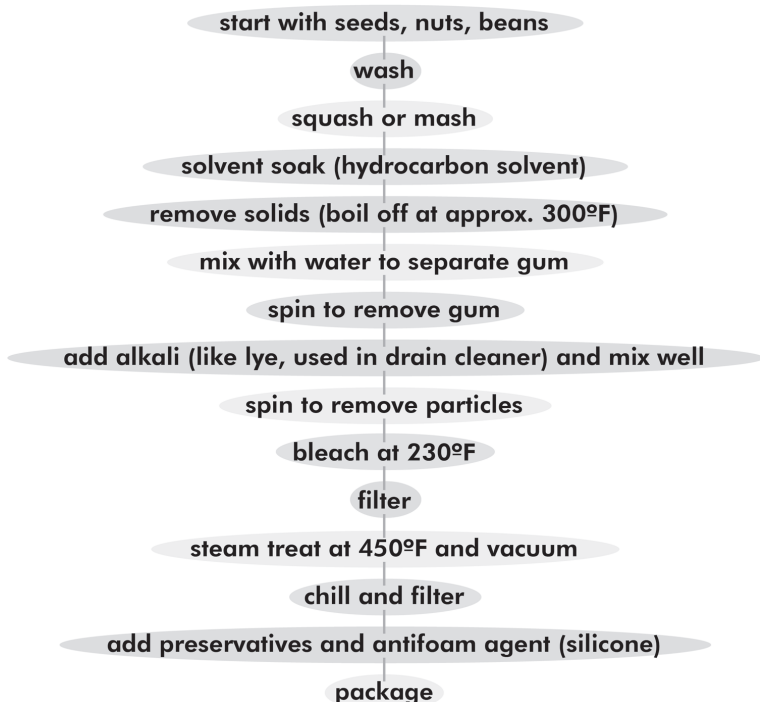 start with seeds, nuts, beans
wash
squash or mash
solvent soak (hydrocarbon solvent)
remove solids (boil off at approx. 300ºF)
mix with water to separate gum
spin to remove gum
add alkali (like lye, used in drain cleaner) and mix well
spin to remove particles
bleach at 230ºF
filter
steam treat at 450ºF and vacuum
chill and filter
add preservatives and antifoam agent (silicone)
package